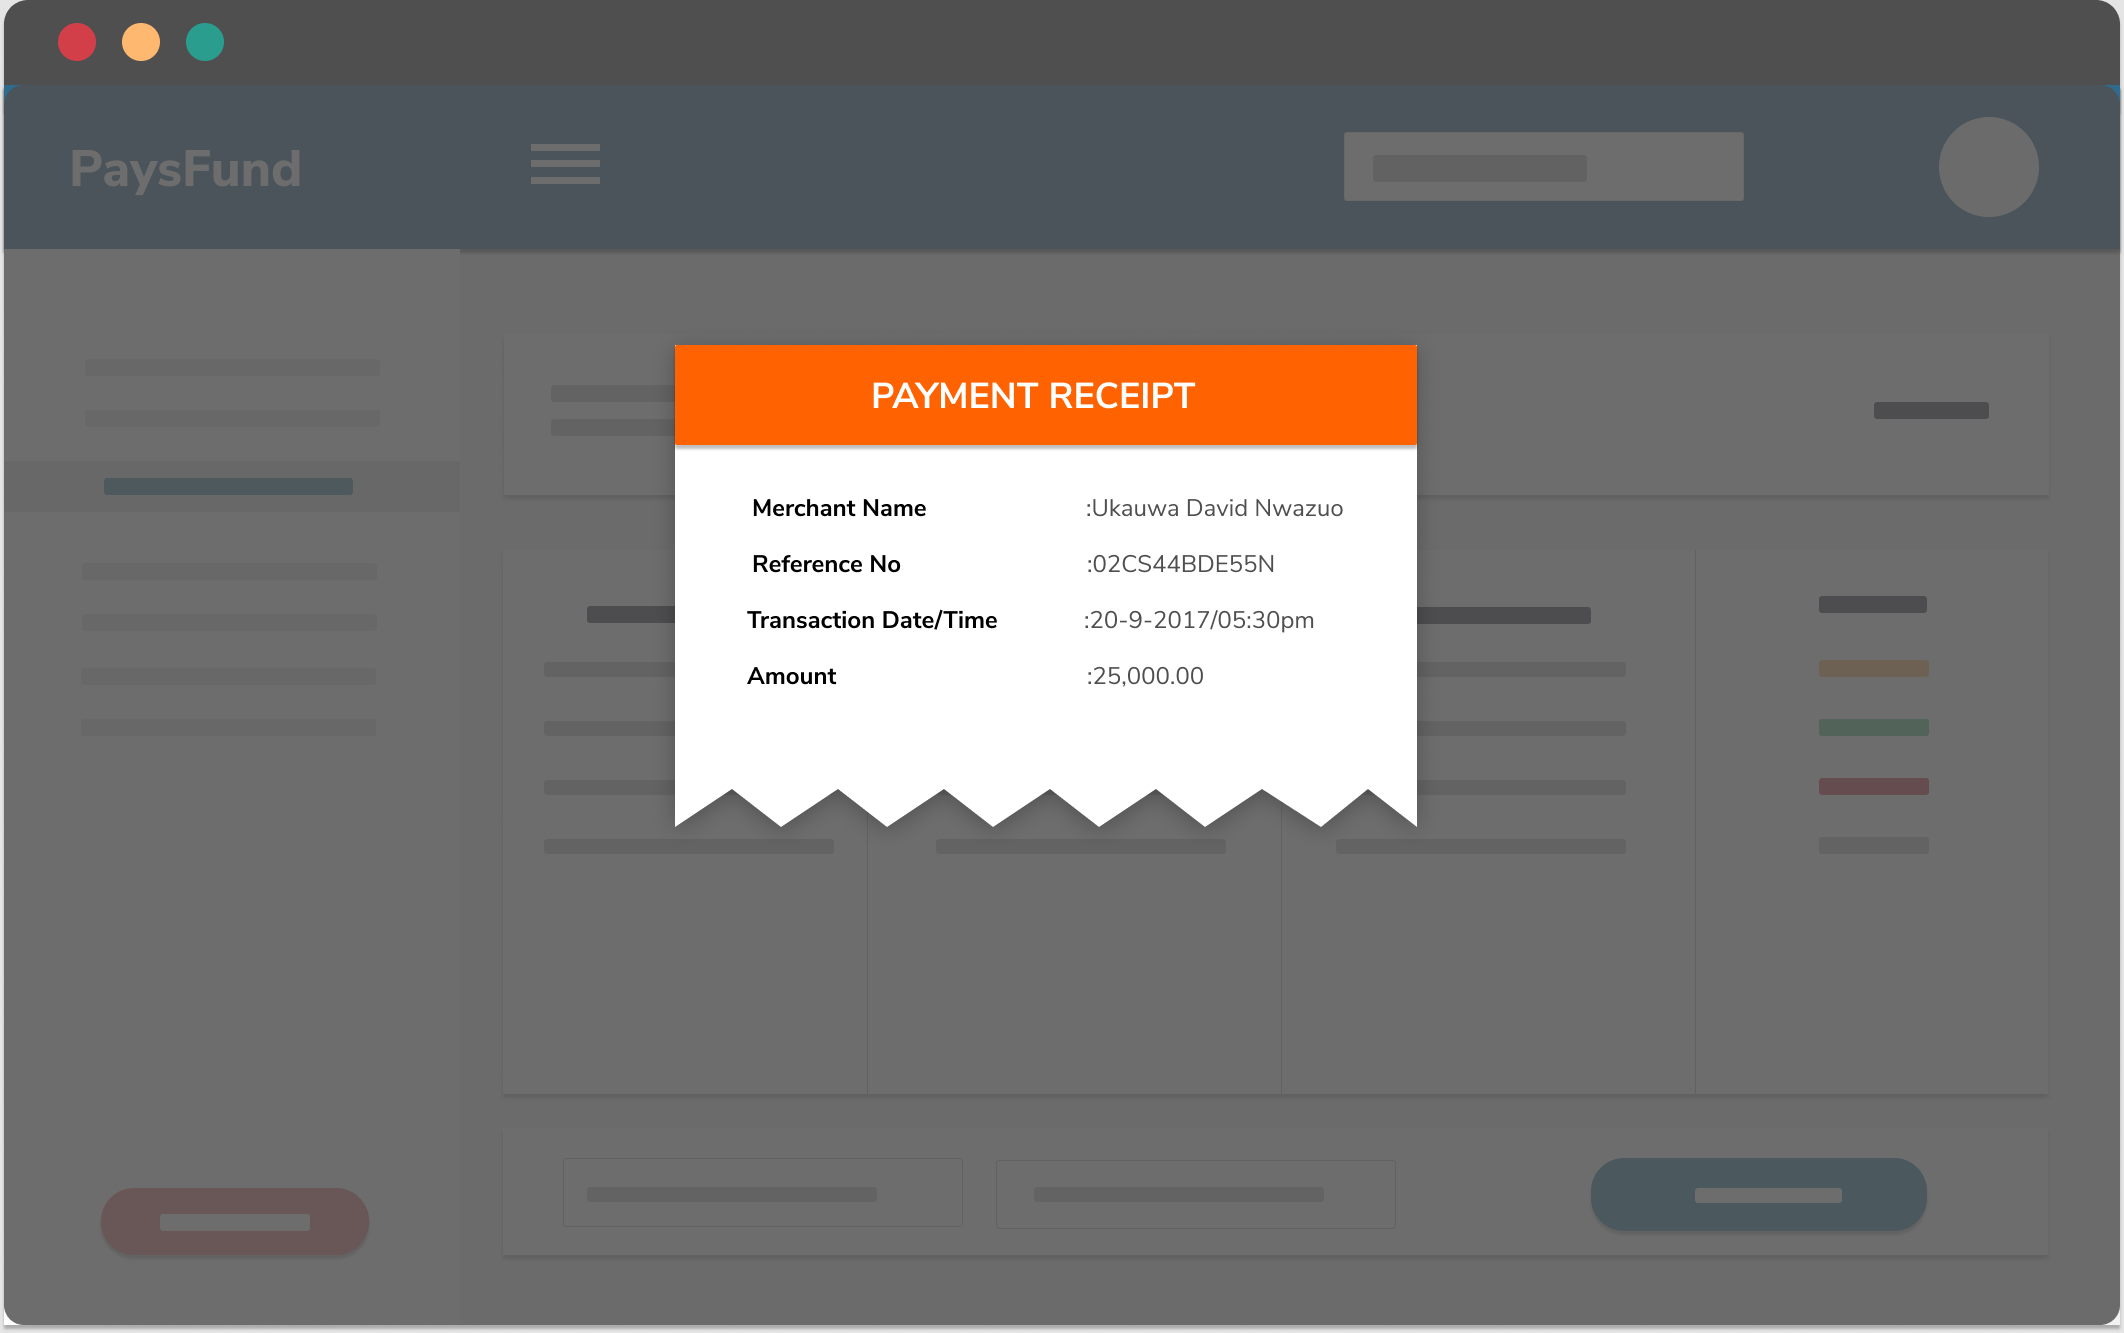 PaysFund
PAYMENT RECEIPT
Merchant Name :Ukauwa David Nwazuo
Reference No :02CS44BDE55N
Transaction Date/Time :20-9-2017/05:30pm
Amount :25,000.00